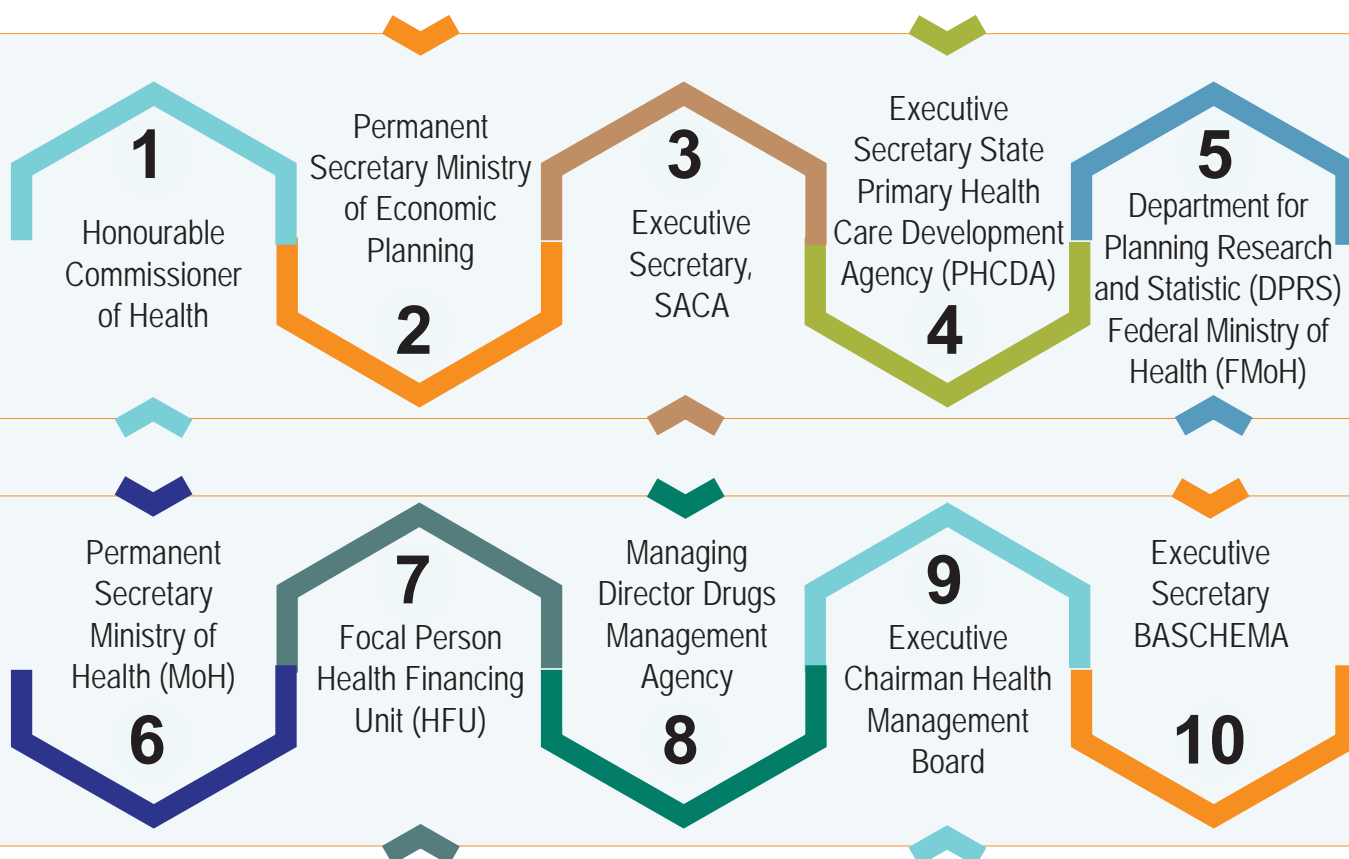 1
Honourable
Commissioner
of Health
Permanent
Secretary Ministry
of Economic
Planning
2
3
Executive
Secretary,
SACA
Executive
Secretary State
Primary Health
Care Development
Agency (PHCDA)
4
5
Department for
Planning Research
and Statistic (DPRS)
Federal Ministry of
Health (FMoH)
Permanent
Secretary
Ministry of
Health (MoH)
6
7
Focal Person
Health Financing
Unit (HFU)
Managing
Director Drugs
Management
Agency
8
9
Executive
Chairman Health
Management
Board
Executive
Secretary
BASCHEMA
10